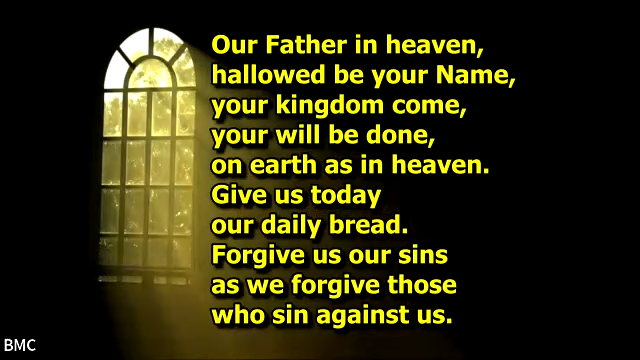 Our Father in heaven,
hallowed be your Name,
your kingdom come,
your will be done,
on earth as in heaven.
Give us today
our daily bread.
Forgive us our sins
as we forgive those
who sin against us.
BMC